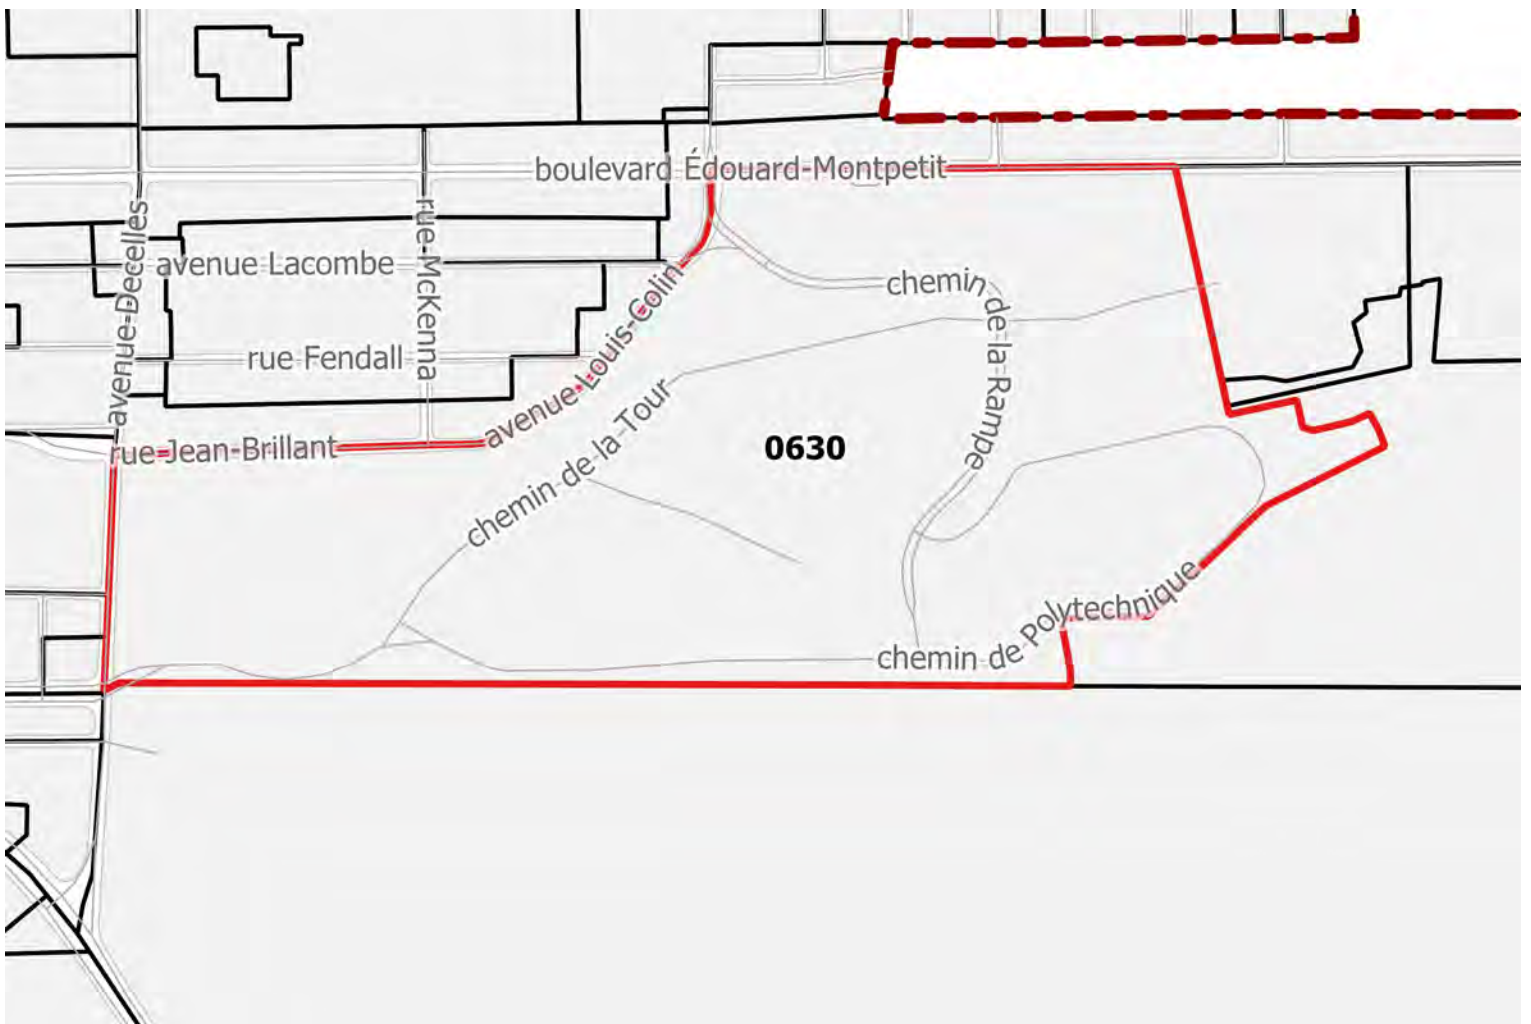 boulevard Édouard-Montpetit
avenue-Decelles
rue-McKenna
avenue Lacombe
avenue-Louis-Colin
chemin de-la-Rampe
rue Fendall
rue Jean-Brillant
chemin de la-Tour
0630
chemin de Polytechnique